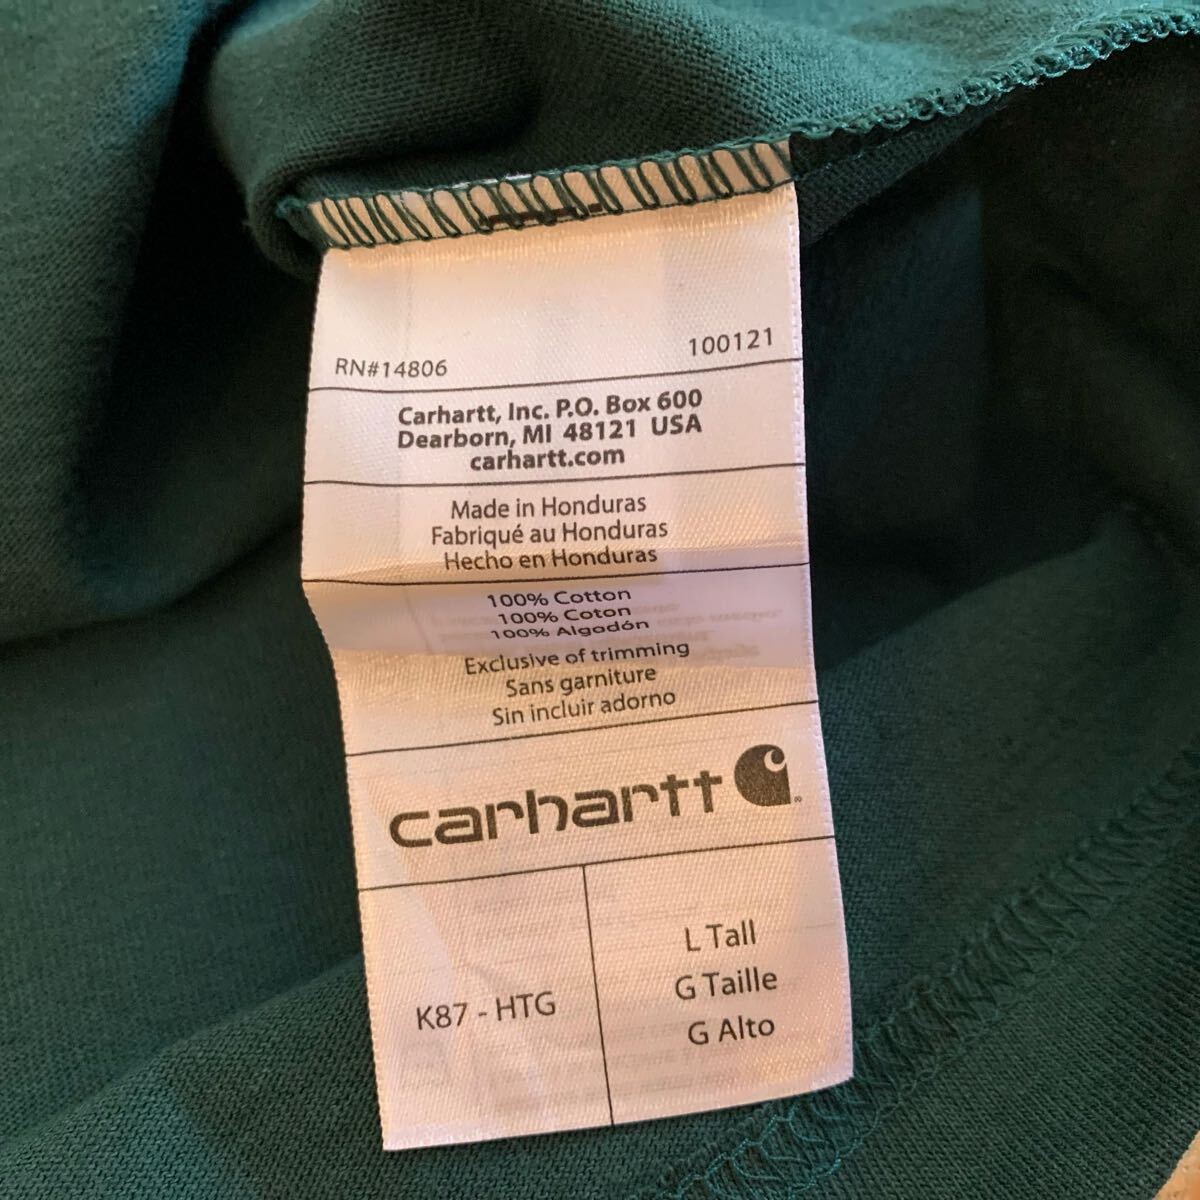 RN#14806 100121
Carhartt, Inc. P.O. Box 600
Dearborn, MI 48121 USA
carhartt.com
Made in Honduras
Fabriqué au Honduras
Hecho en Honduras
100% Cotton
100% Coton
100% Algodón
Exclusive of trimming
Sans garniture
Sin incluir adorno
carhartt
K87 - HTG
L Tall
G Taille
G Alto